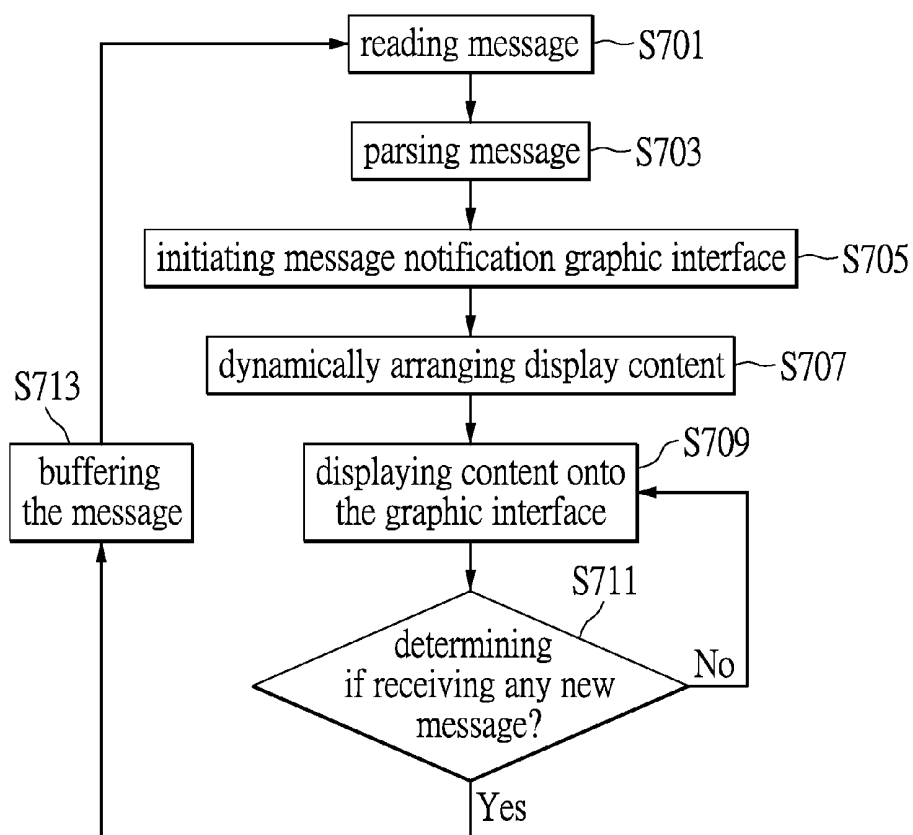 reading message
S701
parsing message
S703
initiating message notification graphic interface
S705
dynamically arranging display content
S707
S713
buffering
the message
displaying content onto
the graphic interface
S709
S711
determining
if receiving any new
message?
No
Yes